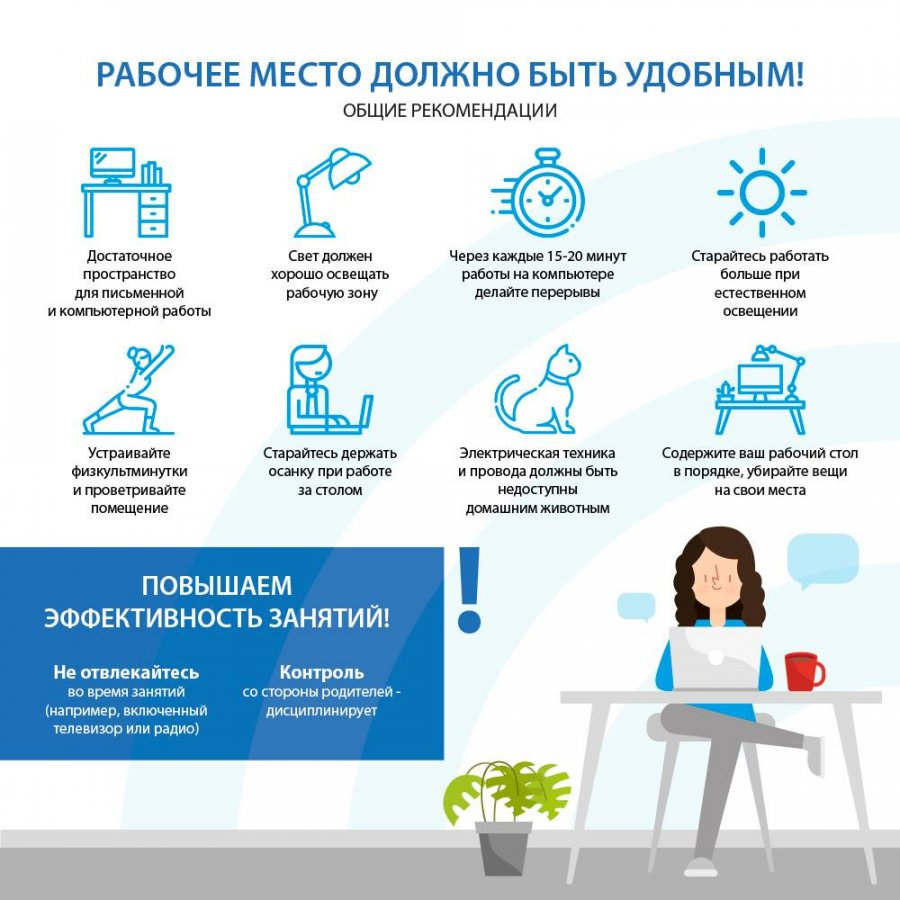 РАБОЧЕЕ МЕСТО ДОЛЖНО БЫТЬ УДОБНЫМ!
ОБЩИЕ РЕКОМЕНДАЦИИ
Достаточное
пространство
для письменной
и компьютерной работы
Свет должен
хорошо освещать
рабочую зону
Через каждые 15-20 минут
работы на компьютере
делайте перерывы
Старайтесь работать
больше при
естественном
освещении
Устраивайте
физкультминутки
и проветривайте
помещение
Старайтесь держать
осанку при работе
за столом
Электрическая техника
и провода должны быть
недоступны
домашним животным
Содержите ваш рабочий стол
в порядке, убирайте вещи
на свои места
ПОВЫШАЕМ
ЭФФЕКТИВНОСТЬ ЗАНЯТИЙ!
!
Не отвлекайтесь
во время занятий
(например, включенный
телевизор или радио)
Контроль
со стороны родителей -
дисциплинирует